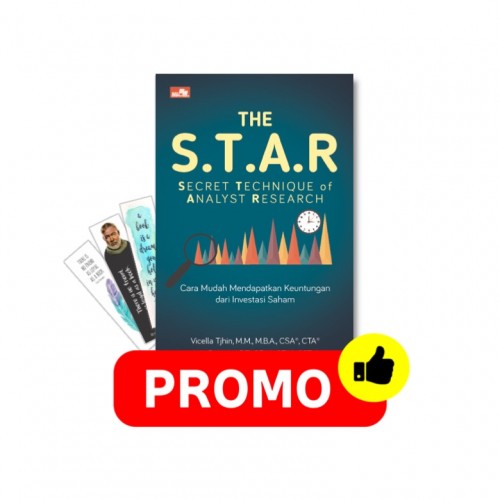 THE
S.T.A.R
SECRET TECHNIQUE of
ANALYST RESEARCH
Cara Mudah Mendapatkan Keuntungan
dari Investasi Saham
Vicella Tjhin, M.M., M.B.A., CSA®, CTA®
PROMO